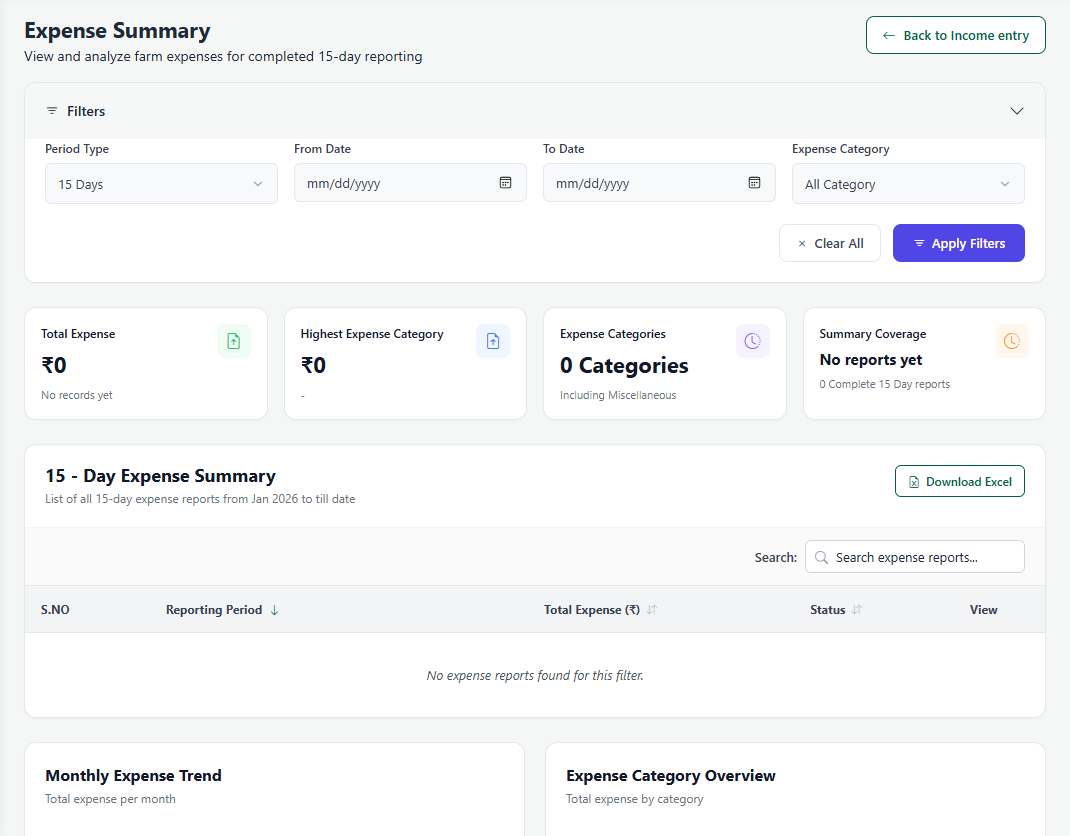 Expense Summary
Back to Income entry
View and analyze farm expenses for completed 15-day reporting
Filters
Period Type
From Date
To Date
Expense Category
15 Days
mm/dd/yyyy
mm/dd/yyyy
All Category
× Clear All
Apply Filters
Total Expense
₹0
No records yet
Highest Expense Category
₹0
-
Expense Categories
0 Categories
Including Miscellaneous
Summary Coverage
No reports yet
0 Complete 15 Day reports
15 - Day Expense Summary
List of all 15-day expense reports from Jan 2026 to till date
Download Excel
Search: Search expense reports...
S.NO Reporting Period ↓ Total Expense (₹) Status View
No expense reports found for this filter.
Monthly Expense Trend
Total expense per month
Expense Category Overview
Total expense by category